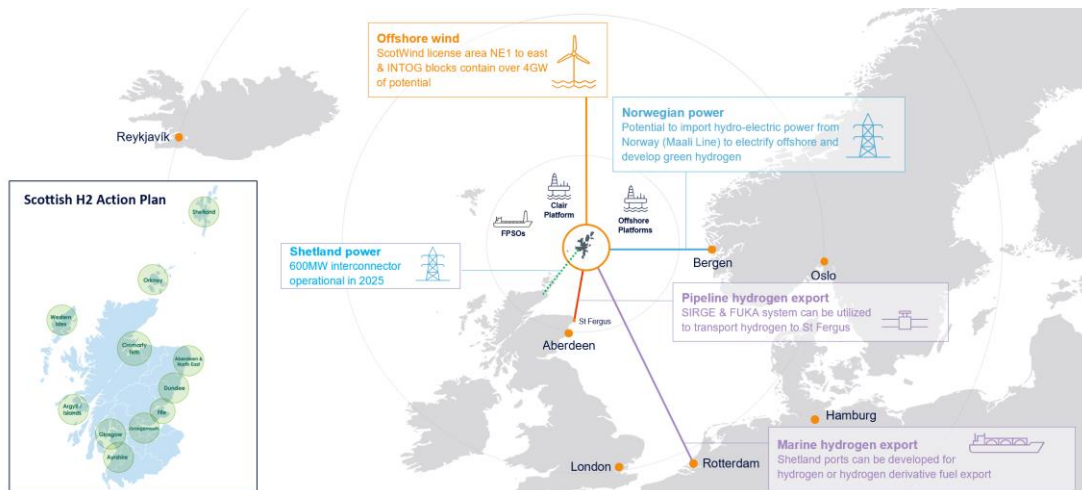 Offshore wind
ScotWind license area NE1 to east
& INTOG blocks contain over 4GW
of potential
Norwegian power
Potential to import hydro-electric power from
Norway (Maali Line) to electrify offshore and
develop green hydrogen
Reykjavík
Scottish H2 Action Plan
Shetland
Orkney
Western
Isles
Cromarty
Firth
Aberdeen &
North East
Dundee
Argyll /
Islands
Fife
Glasgow
Grangemouth
Ayrshire
Clair
Platform
FPSOs
Offshore
Platforms
Shetland power
600MW interconnector
operational in 2025
Bergen
Oslo
Pipeline hydrogen export
SIRGE & FUKA system can be utilized
to transport hydrogen to St Fergus
St Fergus
Aberdeen
Hamburg
Marine hydrogen export
Shetland ports can be developed for
hydrogen or hydrogen derivative fuel export
London
Rotterdam